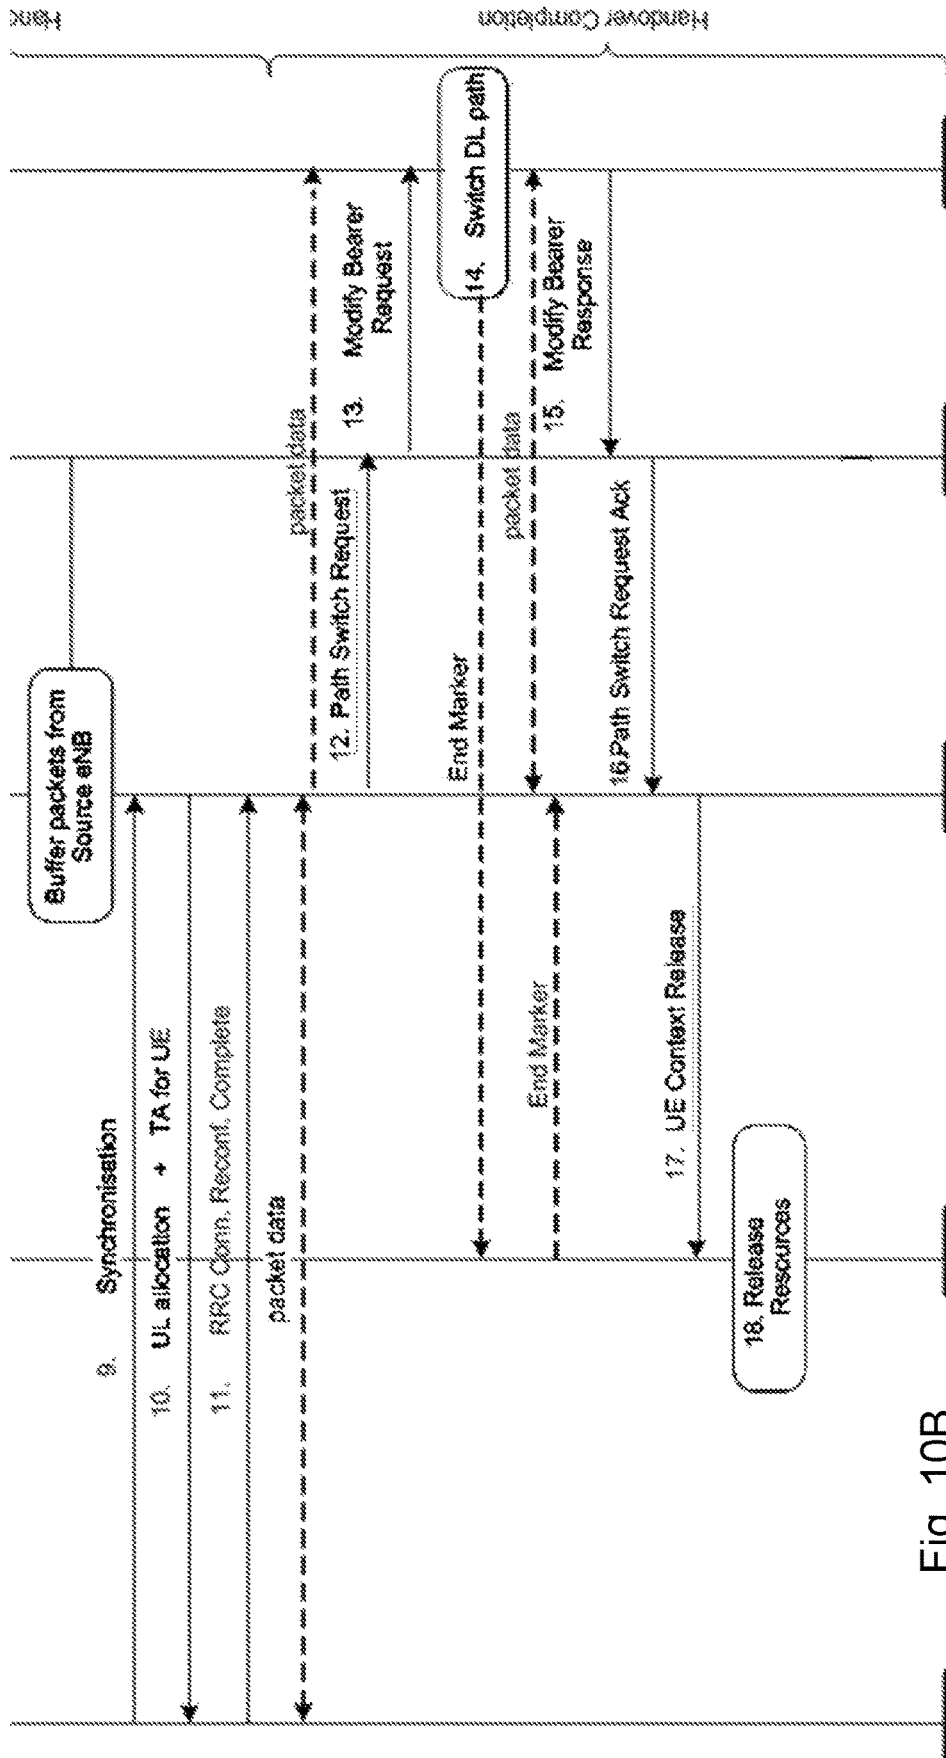 Handover Completion
Buffer packets from
Source eNB
9. Synchronisation
10. UL allocation + TA for UE
11. RRC Conn. Reconf. Complete
packet data
packet data
12. Path Switch Request
13. Modify Bearer
Request
End Marker
14. Switch DL path
packet data
End Marker
15. Modify Bearer
Response
16.Path Switch Request Ack
17. UE Context Release
18. Release
Resources
Fig. 10B